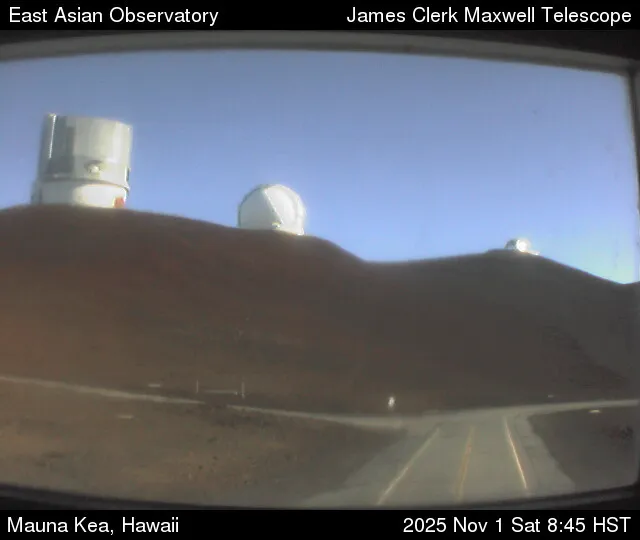 East Asian Observatory
James Clerk Maxwell Telescope
Mauna Kea, Hawaii
2025 Nov 1 Sat 8:45 HST